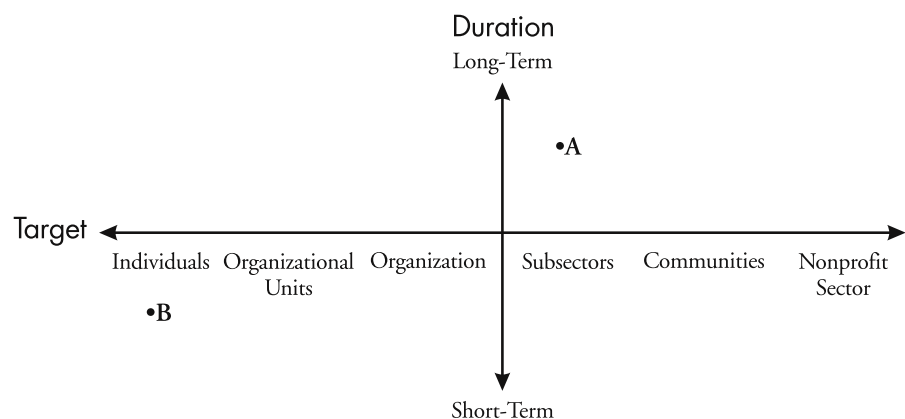 Duration
Long-Term
•A
Target
Individuals Organizational Organization Subsectors Communities Nonprofit
Units Sector
•B
Short-Term